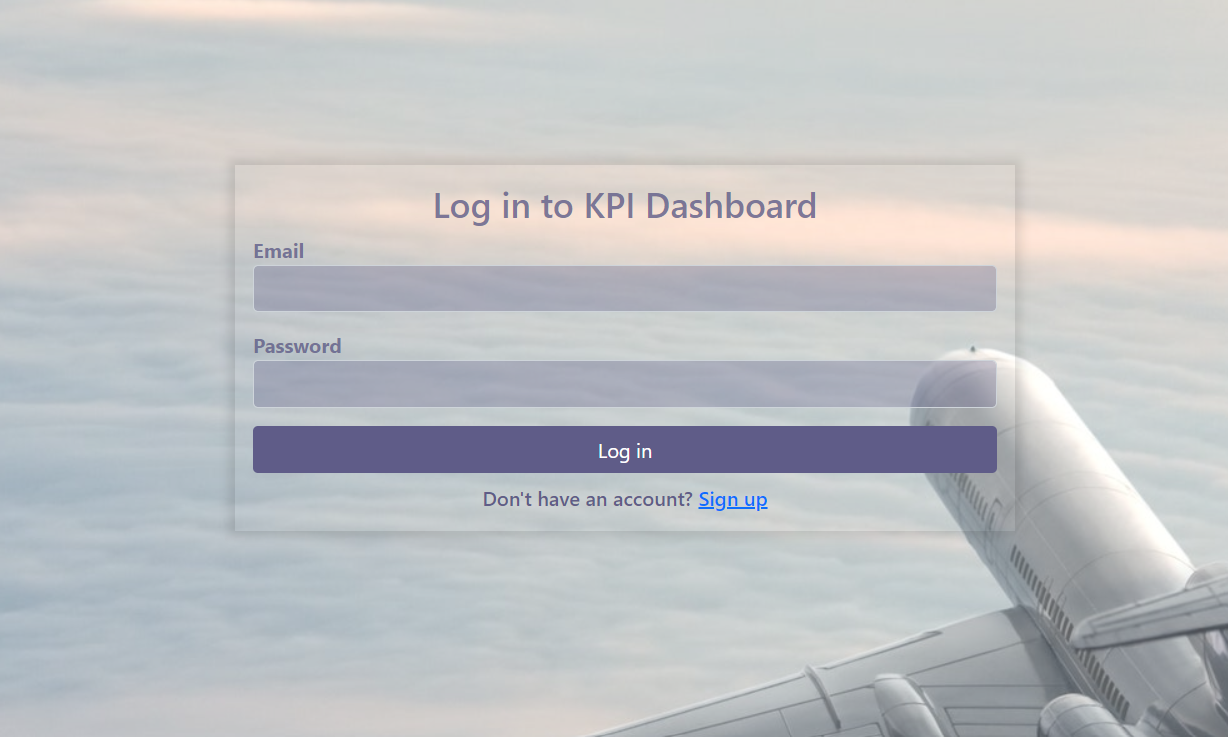 Log in to KPI Dashboard
Email
Password
Log in
Don't have an account? Sign up